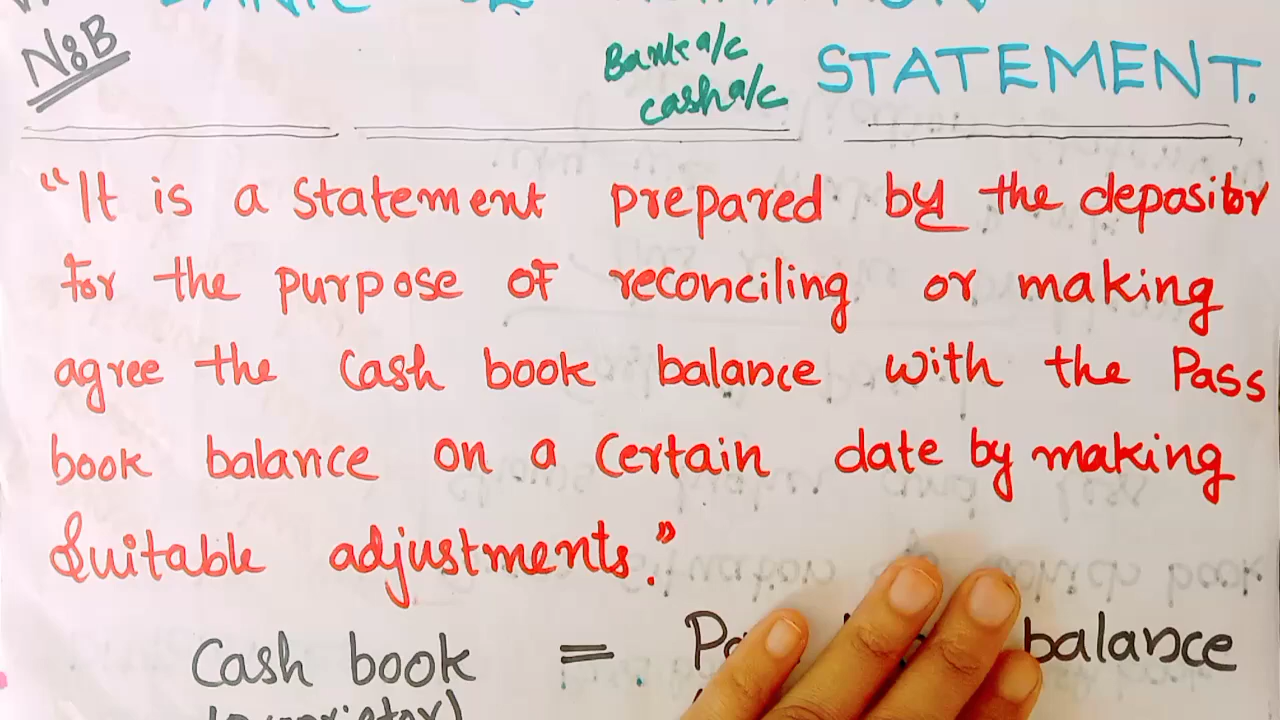 N8B
Bank a/c
cash a/c
STATEMENT.
"It is a statement prepared by the depositor
for the purpose of reconciling or making
agree the Cash book balance with the Pass
book balance on a Certain date by making
Suitable adjustments."
Cash book = balance